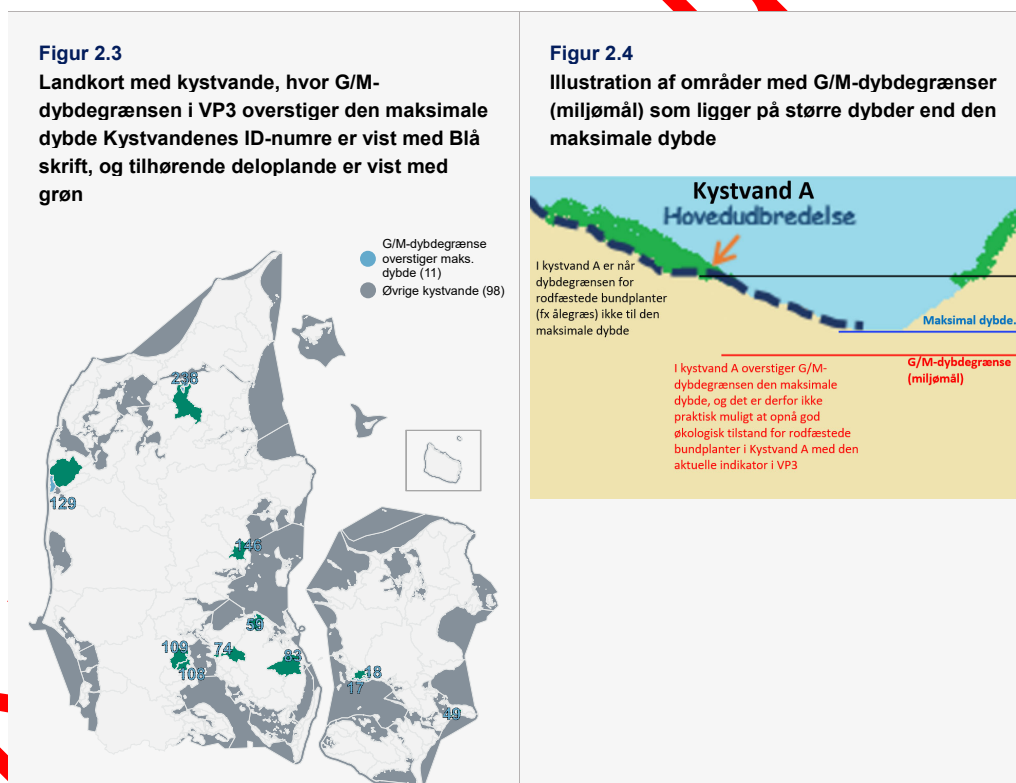 Figur 2.3
Landkort med kystvande, hvor G/M-
dybdegrænsen i VP3 overstiger den maksimale
dybde Kystvandenes ID-numre er vist med Blå
skrift, og tilhørende deloplande er vist med
grøn
G/M-dybdegrænse
overstiger maks.
dybde (11)
Øvrige kystvande (98)
238
129
146
59
109
74
83
108
18
17
49
Figur 2.4
Illustration af områder med G/M-dybdegrænser
(miljømål) som ligger på større dybder end den
maksimale dybde
Kystvand A
Hovedudbredelse
I kystvand A er når
dybdegrænsen for
rodfæstede bundplanter
(fx ålegræs) ikke til den
maksimale dybde
Maksimal dybde.
G/M-dybdegrænse
(miljømål)
I kystvand A overstiger G/M-
dybdegrænsen den maksimale
dybde, og det er derfor ikke
praktisk muligt at opnå god
økologisk tilstand for rodfæstede
bundplanter i Kystvand A med den
aktuelle indikator i VP3